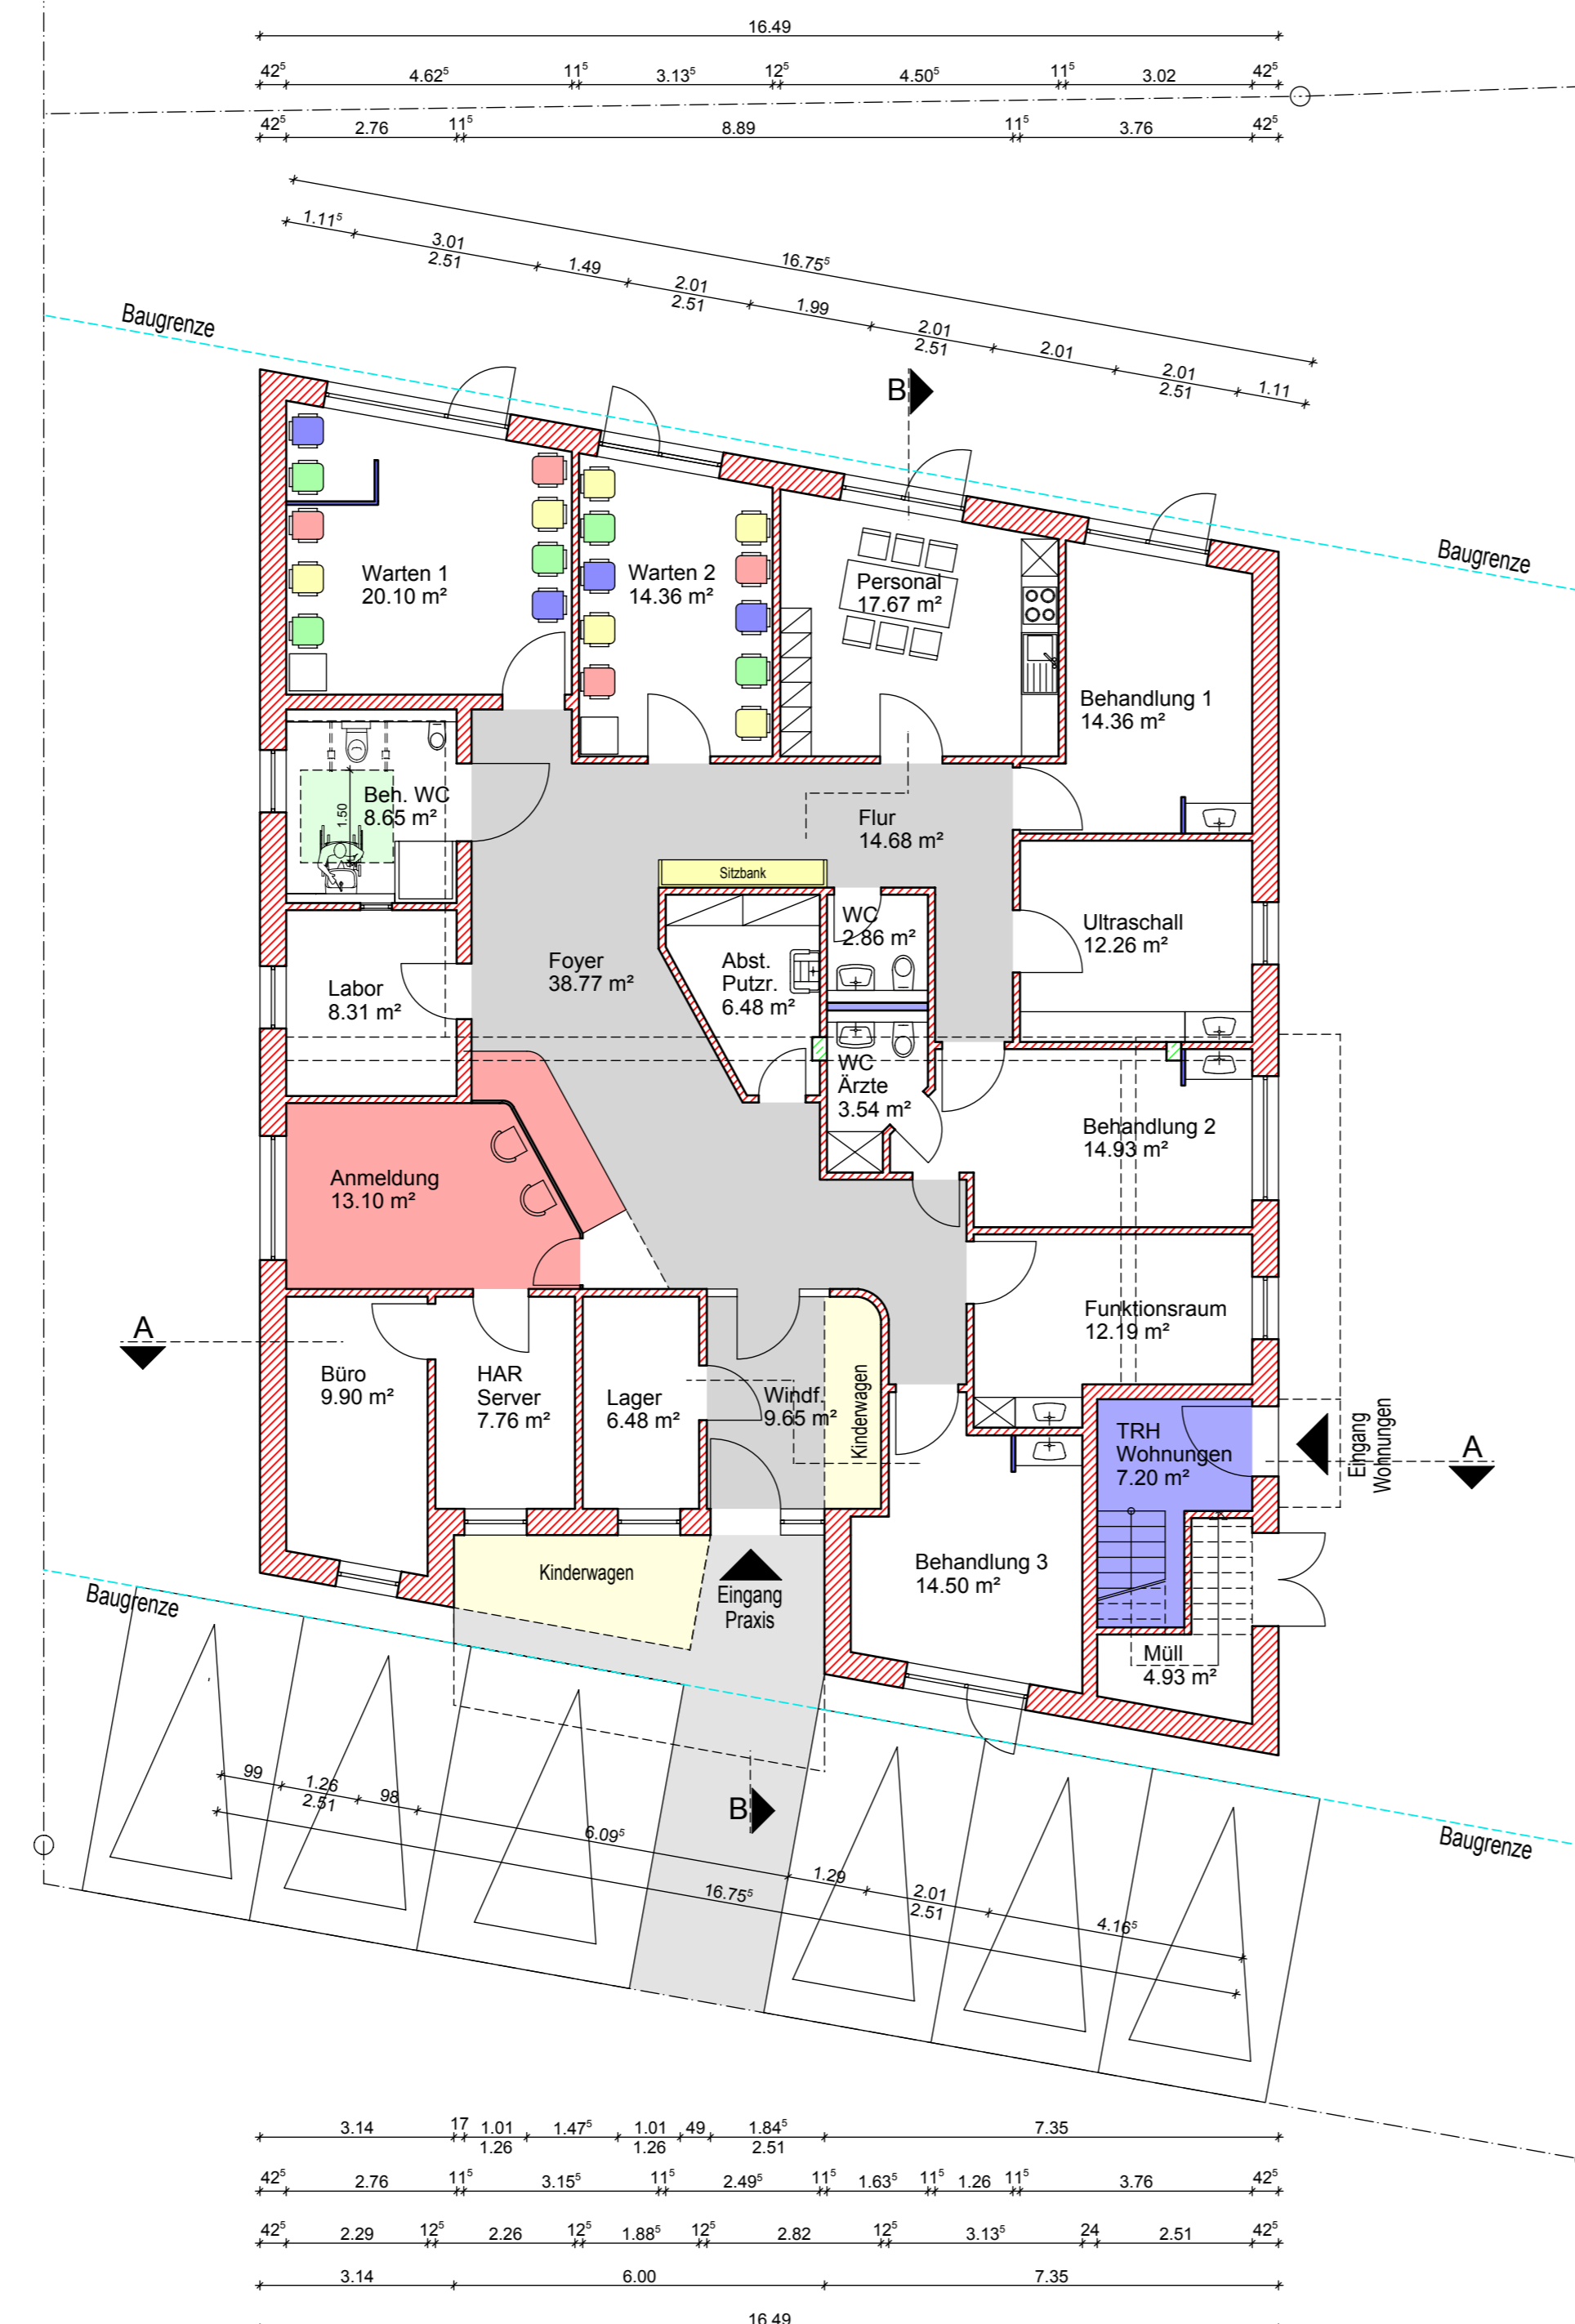 16.49
42⁵ 4.62⁵ 11⁵ 3.13⁵ 12⁵ 4.50⁵ 11⁵ 3.02 42⁵
42⁵ 2.76 11⁵ 8.89 11⁵ 3.76 42⁵
16.75⁵
1.11⁵ 3.01 1.49 2.01 1.99 2.01 2.01 2.01 1.11
2.51 2.51 2.51 2.51
Baugrenze
B
Baugrenze
Warten 1
20.10 m²
Warten 2
14.36 m²
Personal
17.67 m²
Behandlung 1
14.36 m²
Beh. WC
8.65 m²
1.50
Flur
14.68 m²
Sitzbank
WC
2.86 m²
Ultraschall
12.26 m²
Foyer
38.77 m²
Abst.
Putzr.
6.48 m²
Labor
8.31 m²
WC
Ärzte
3.54 m²
Behandlung 2
14.93 m²
Anmeldung
13.10 m²
Funktionsraum
12.19 m²
A
Büro
9.90 m²
HAR
Server
7.76 m²
Lager
6.48 m²
Windf.
9.65 m²
Kinderwagen
TRH
Wohnungen
7.20 m²
Eingang
Wohnungen
A
Kinderwagen
Eingang
Praxis
Behandlung 3
14.50 m²
Müll
4.93 m²
Baugrenze
99 1.26 98 6.09⁵ 1.29 2.01 4.16⁵
2.51 2.51
B
16.75⁵
Baugrenze
3.14 17 1.01 1.47⁵ 1.01 49 1.84⁵ 7.35
1.26 1.26 2.51
42⁵ 2.76 11⁵ 3.15⁵ 11⁵ 2.49⁵ 11⁵ 1.63⁵ 11⁵ 1.26 11⁵ 3.76 42⁵
42⁵ 2.29 12⁵ 2.26 12⁵ 1.88⁵ 12⁵ 2.82 12⁵ 3.13⁵ 24 2.51 42⁵
3.14 6.00 7.35
16.49